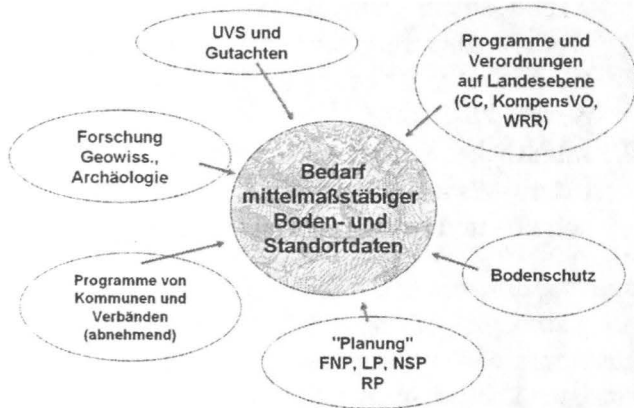 UVS und
Gutachten
Programme und
Verordnungen
auf Landesebene
(CC, KompensVO,
WRR)
Forschung
Geowiss.,
Archäologie
Bedarf
mittelmaßstäbiger
Boden- und
Standortdaten
Programme von
Kommunen und
Verbänden
(abnehmend)
Bodenschutz
"Planung"
FNP, LP, NSP
RP